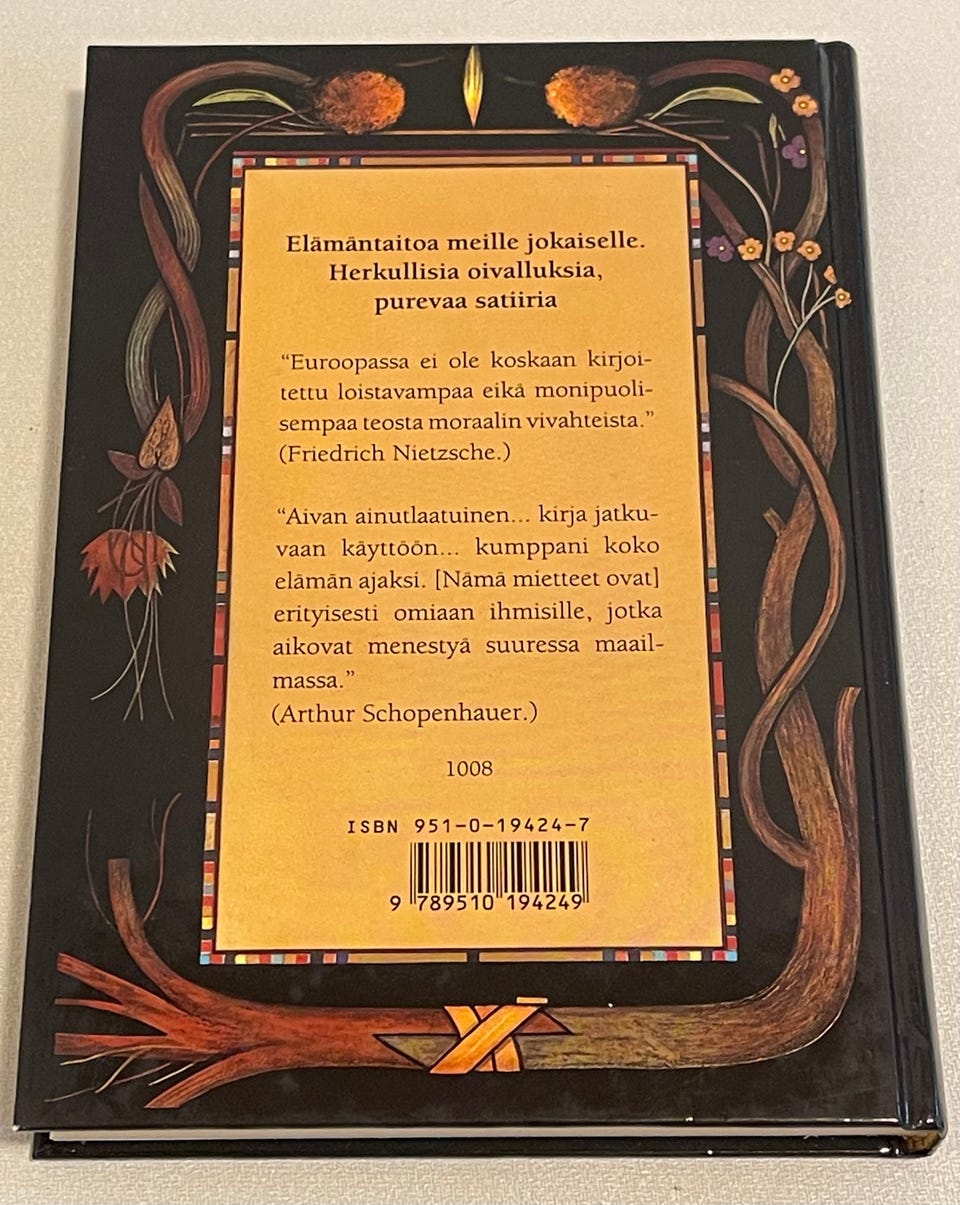 Elämäntaitoa meille jokaiselle.
Herkullisia oivalluksia,
purevaa satiiria
“Euroopassa ei ole koskaan kirjoi-
tettu loistavampaa eikä monipuoli-
sempaa teosta moraalin vivahteista.”
(Friedrich Nietzsche.)
“Aivan ainutlaatuinen... kirja jatku-
vaan käyttöön... kumppani koko
elämän ajaksi. [Nämä mietteet ovat]
erityisesti omiaan ihmisille, jotka
aikovat menestyä suuressa maail-
massa.”
(Arthur Schopenhauer.)
1008
ISBN 951-0-19424-7
9 789510 194249